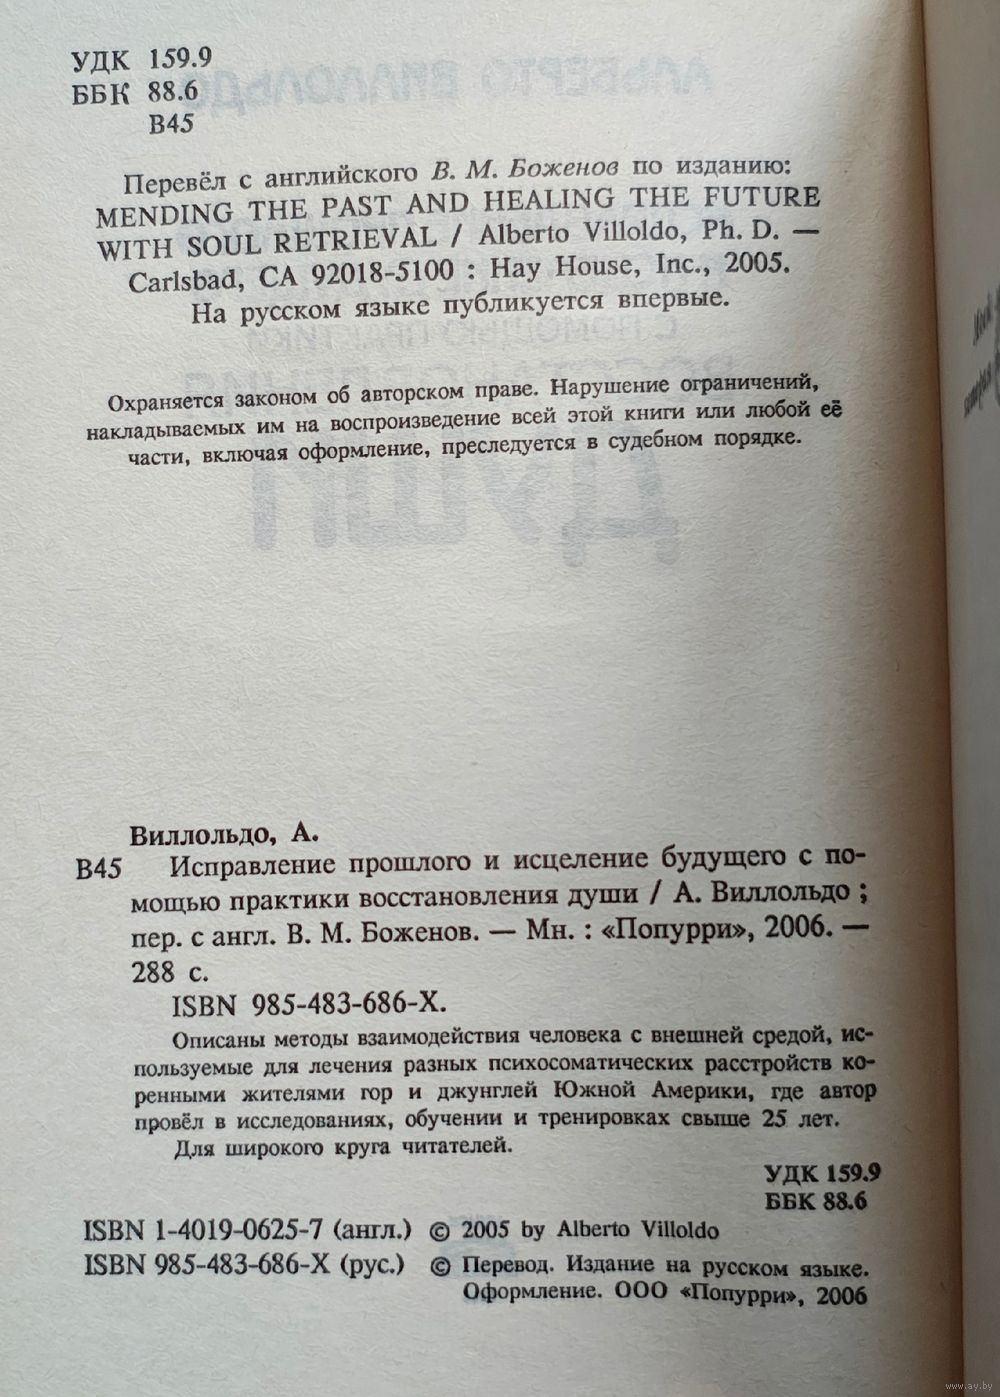 УДК 159.9
ББК 88.6
В45
Перевёл с английского В. М. Боженов по изданию:
MENDING THE PAST AND HEALING THE FUTURE
WITH SOUL RETRIEVAL / Alberto Villoldo, Ph. D. —
Carlsbad, CA 92018-5100 : Hay House, Inc., 2005.
На русском языке публикуется впервые.
Охраняется законом об авторском праве. Нарушение ограничений,
накладываемых им на воспроизведение всей этой книги или любой её
части, включая оформление, преследуется в судебном порядке.
Виллольдо, А.
В45 Исправление прошлого и исцеление будущего с по-
мощью практики восстановления души / А. Виллольдо ;
пер. с англ. В. М. Боженов. — Мн. : «Попурри», 2006. —
288 с.
ISBN 985-483-686-X.
Описаны методы взаимодействия человека с внешней средой, ис-
пользуемые для лечения разных психосоматических расстройств ко-
ренными жителями гор и джунглей Южной Америки, где автор
провёл в исследованиях, обучении и тренировках свыше 25 лет.
Для широкого круга читателей.
УДК 159.9
ББК 88.6
ISBN 1-4019-0625-7 (англ.) © 2005 by Alberto Villoldo
ISBN 985-483-686-X (рус.) © Перевод. Издание на русском языке.
Оформление. ООО «Попурри», 2006
www.ay.by